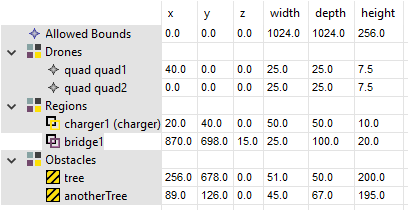 x y z width depth height
Allowed Bounds 0.0 0.0 0.0 1024.0 1024.0 256.0
Drones
quad quad1 40.0 0.0 0.0 25.0 25.0 7.5
quad quad2 0.0 0.0 0.0 25.0 25.0 7.5
Regions
charger1 (charger) 20.0 40.0 0.0 50.0 50.0 10.0
bridge1 870.0 698.0 15.0 25.0 100.0 20.0
Obstacles
tree 256.0 678.0 0.0 51.0 50.0 200.0
anotherTree 89.0 126.0 0.0 45.0 67.0 195.0